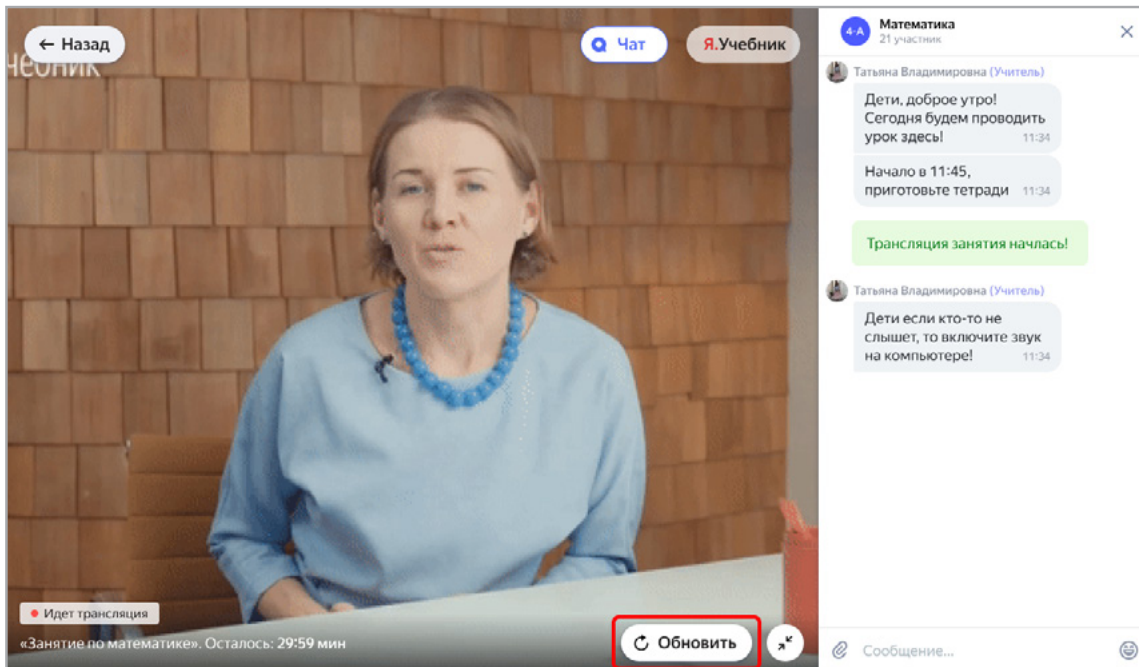 ← Назад
чебник
Чат
Я.Учебник
4-А
Математика
21 участник
Татьяна Владимировна (Учитель)
Дети, доброе утро!
Сегодня будем проводить
урок здесь! 11:34
Начало в 11:45,
приготовьте тетради 11:34
Трансляция занятия началась!
Татьяна Владимировна (Учитель)
Дети если кто-то не
слышет, то включите звук
на компьютере! 11:34
Идет трансляция
«Занятие по математике». Осталось: 29:59 мин
Обновить
Сообщение...